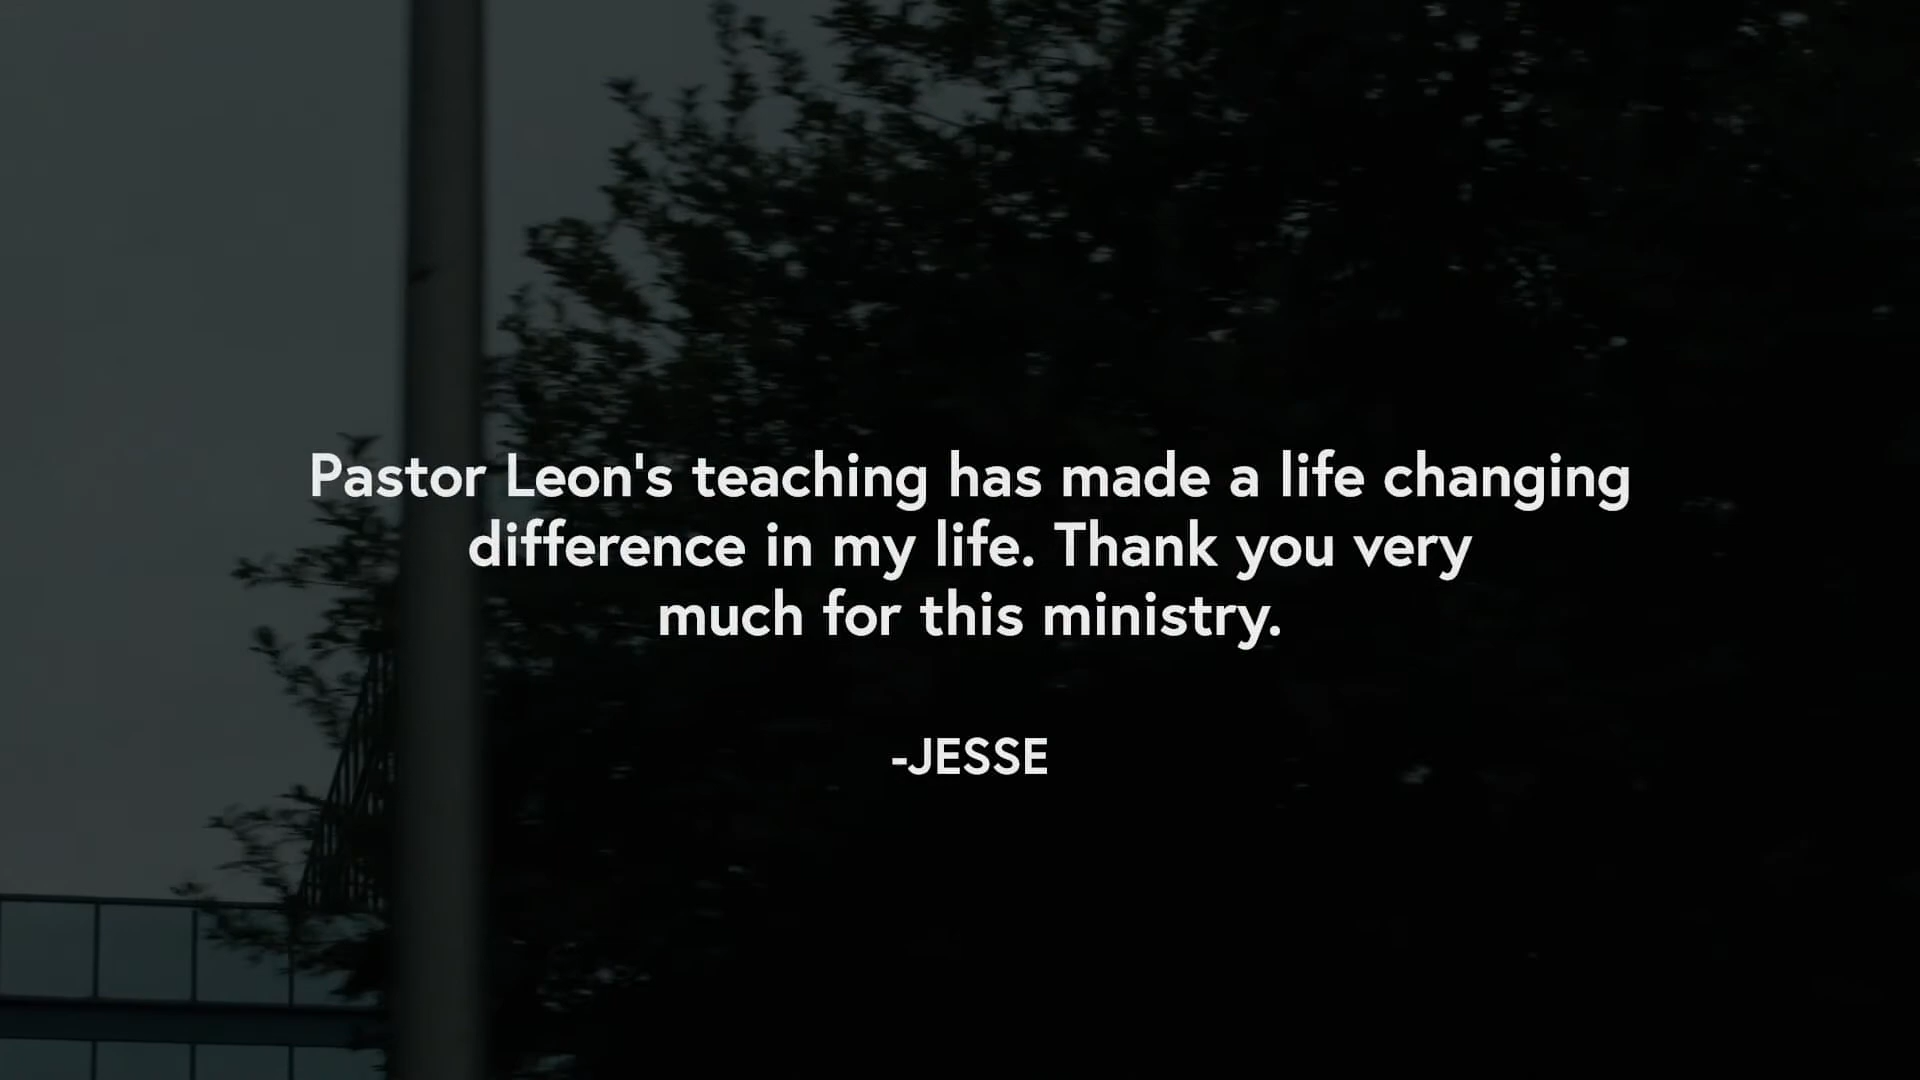 Pastor Leon's teaching has made a life changing
difference in my life. Thank you very
much for this ministry.
-JESSE